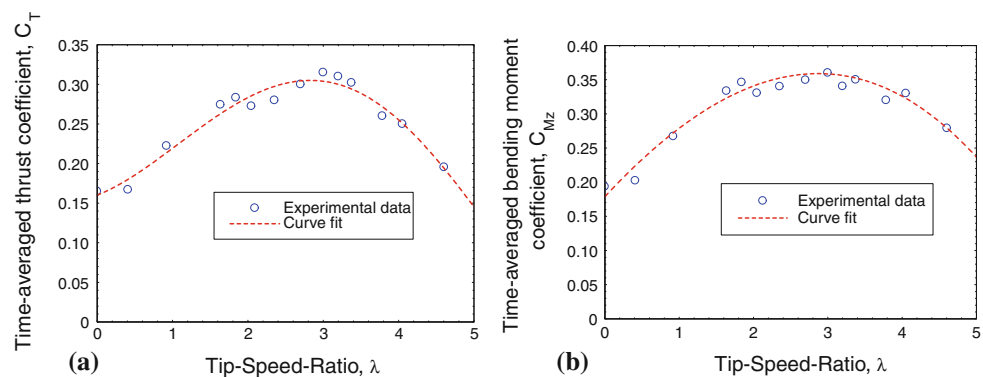 Time-averaged thrust coefficient, C_T
0.35
0.30
0.25
0.20
0.15
0.10
0.05
0
0 1 2 3 4 5
Experimental data
Curve fit
(a)
Tip-Speed-Ratio, λ
Time-averaged bending moment
coefficient, C_Mz
0.40
0.35
0.30
0.25
0.20
0.15
0.10
0.05
0.00
0 1 2 3 4 5
Experimental data
Curve fit
(b)
Tip-Speed-Ratio, λ